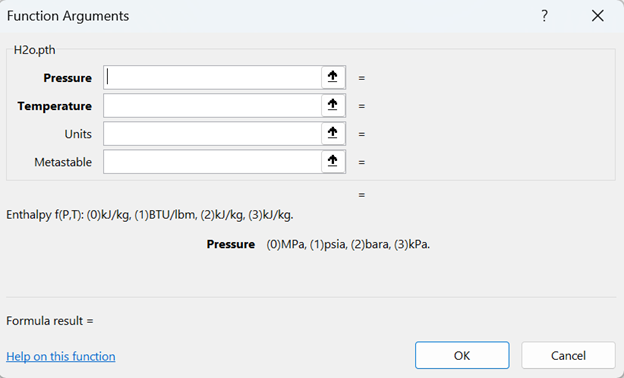 Function Arguments ?
H2o.pth
Pressure =
Temperature =
Units =
Metastable =
=
Enthalpy f(P,T): (0)kJ/kg, (1)BTU/lbm, (2)kJ/kg, (3)kJ/kg.
Pressure (0)MPa, (1)psia, (2)bara, (3)kPa.
Formula result =
Help on this function OK Cancel